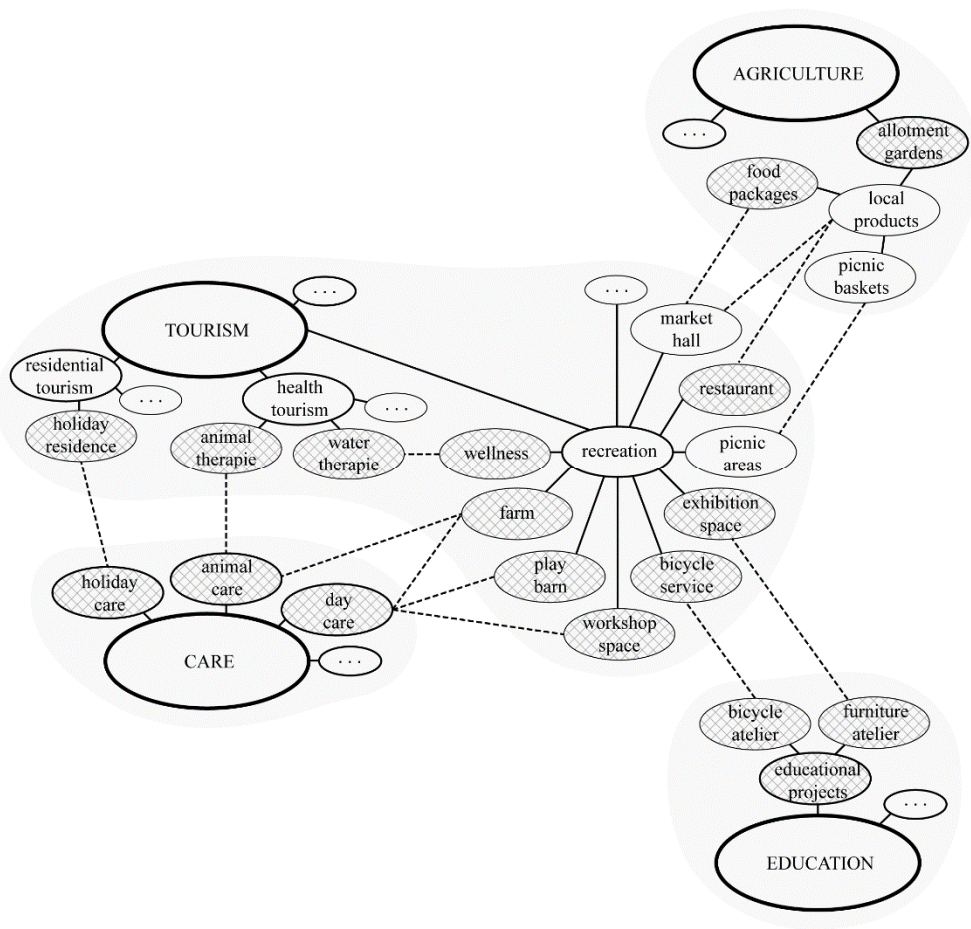 AGRICULTURE
. . .
allotment
gardens
food
packages
local
products
picnic
baskets
. . .
. . .
TOURISM
market
hall
residential
tourism
. . .
health
tourism
. . .
restaurant
holiday
residence
animal
therapie
water
therapie
wellness
recreation
picnic
areas
farm
exhibition
space
holiday
care
animal
care
day
care
play
barn
bicycle
service
workshop
space
CARE
. . .
bicycle
atelier
furniture
atelier
educational
projects
. . .
EDUCATION